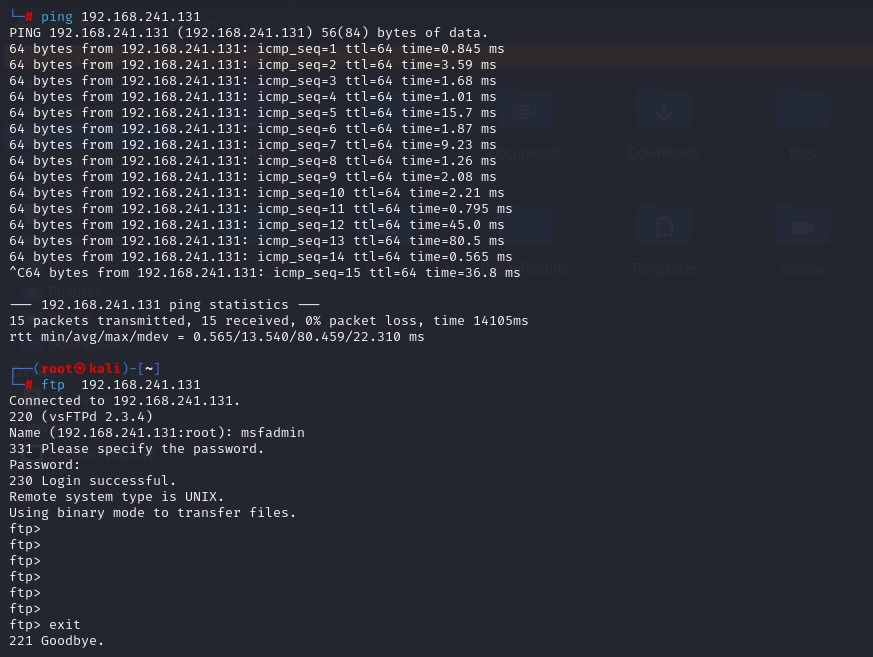 └─# ping 192.168.241.131
PING 192.168.241.131 (192.168.241.131) 56(84) bytes of data.
64 bytes from 192.168.241.131: icmp_seq=1 ttl=64 time=0.845 ms
64 bytes from 192.168.241.131: icmp_seq=2 ttl=64 time=3.59 ms
64 bytes from 192.168.241.131: icmp_seq=3 ttl=64 time=1.68 ms
64 bytes from 192.168.241.131: icmp_seq=4 ttl=64 time=1.01 ms
64 bytes from 192.168.241.131: icmp_seq=5 ttl=64 time=15.7 ms
64 bytes from 192.168.241.131: icmp_seq=6 ttl=64 time=1.87 ms
64 bytes from 192.168.241.131: icmp_seq=7 ttl=64 time=9.23 ms
64 bytes from 192.168.241.131: icmp_seq=8 ttl=64 time=1.26 ms
64 bytes from 192.168.241.131: icmp_seq=9 ttl=64 time=2.08 ms
64 bytes from 192.168.241.131: icmp_seq=10 ttl=64 time=2.21 ms
64 bytes from 192.168.241.131: icmp_seq=11 ttl=64 time=0.795 ms
64 bytes from 192.168.241.131: icmp_seq=12 ttl=64 time=45.0 ms
64 bytes from 192.168.241.131: icmp_seq=13 ttl=64 time=80.5 ms
64 bytes from 192.168.241.131: icmp_seq=14 ttl=64 time=0.565 ms
^C64 bytes from 192.168.241.131: icmp_seq=15 ttl=64 time=36.8 ms
--- 192.168.241.131 ping statistics ---
15 packets transmitted, 15 received, 0% packet loss, time 14105ms
rtt min/avg/max/mdev = 0.565/13.540/80.459/22.310 ms
┌──(root㉿kali)-[~]
└─# ftp  192.168.241.131
Connected to 192.168.241.131.
220 (vsFTPd 2.3.4)
Name (192.168.241.131:root): msfadmin
331 Please specify the password.
Password:
230 Login successful.
Remote system type is UNIX.
Using binary mode to transfer files.
ftp>
ftp>
ftp>
ftp>
ftp>
ftp>
ftp> exit
221 Goodbye.
Downloads
files
Templates
Videos
Pictures